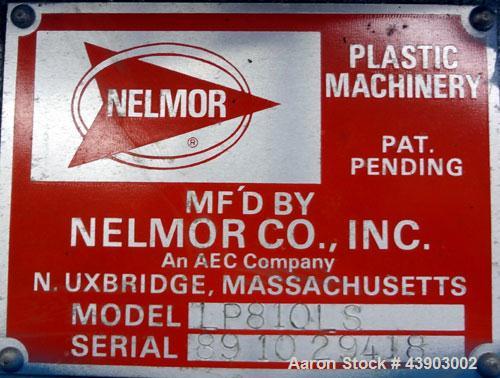 NELMOR
®
PLASTIC
MACHINERY
PAT.
PENDING
MF'D BY
NELMOR CO., INC.
An AEC Company
N. UXBRIDGE, MASSACHUSETTS
MODEL LP810LS
SERIAL 89 10 29418
Aaron Stock # 43903002